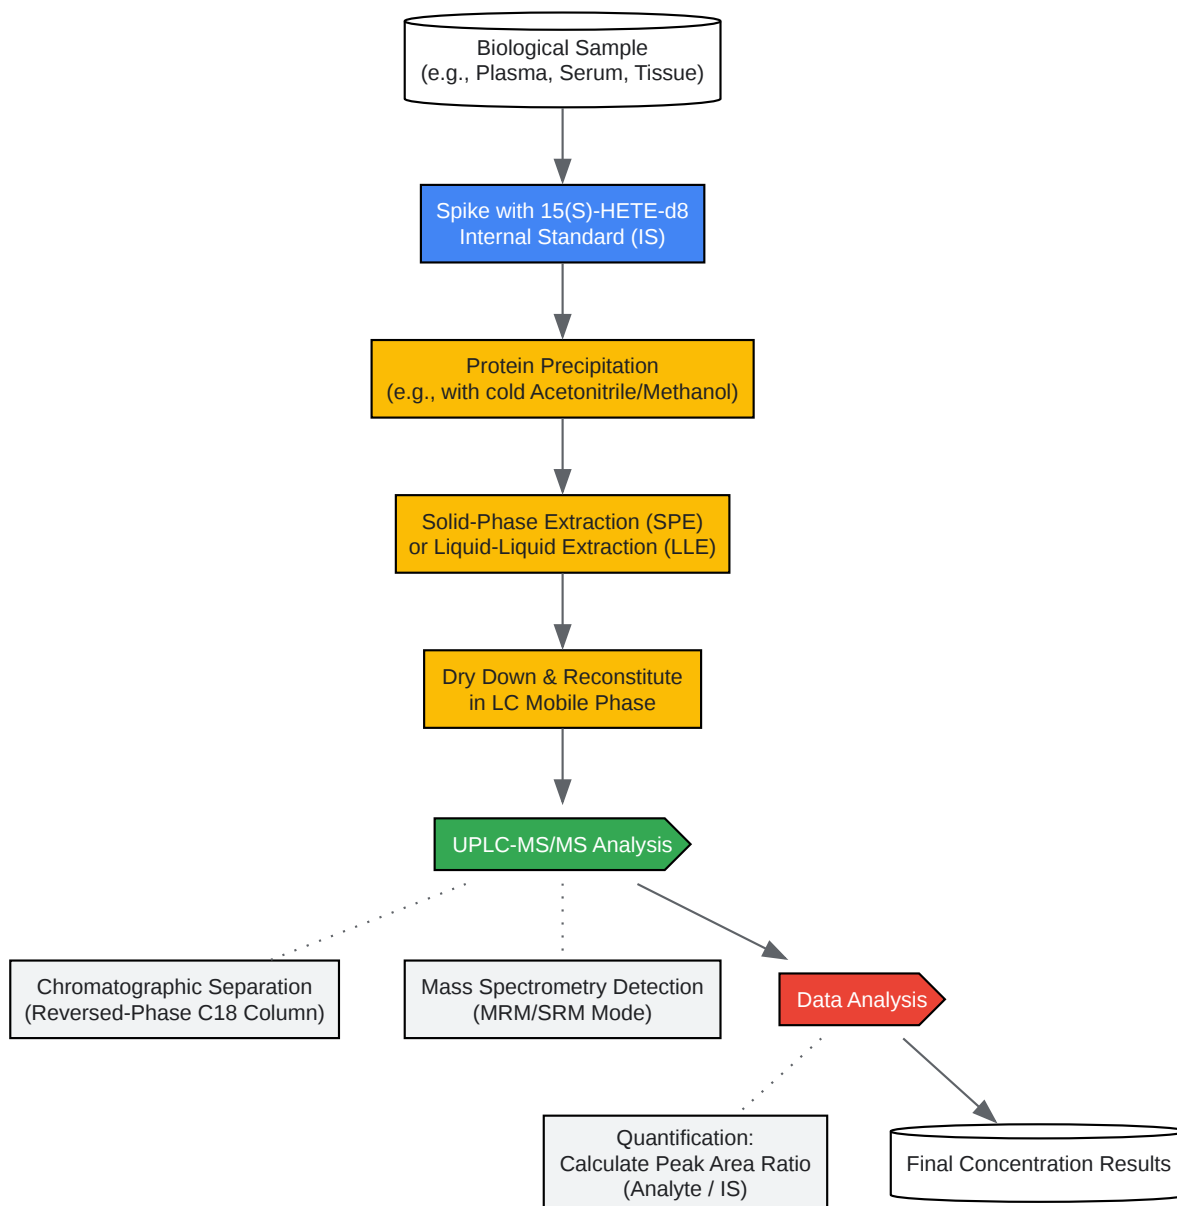 Biological Sample
(e.g., Plasma, Serum, Tissue)
Spike with 15(S)-HETE-d8
Internal Standard (IS)
Protein Precipitation
(e.g., with cold Acetonitrile/Methanol)
Solid-Phase Extraction (SPE)
or Liquid-Liquid Extraction (LLE)
Dry Down & Reconstitute
in LC Mobile Phase
UPLC-MS/MS Analysis
Chromatographic Separation
(Reversed-Phase C18 Column)
Mass Spectrometry Detection
(MRM/SRM Mode)
Data Analysis
Quantification:
Calculate Peak Area Ratio
(Analyte / IS)
Final Concentration Results